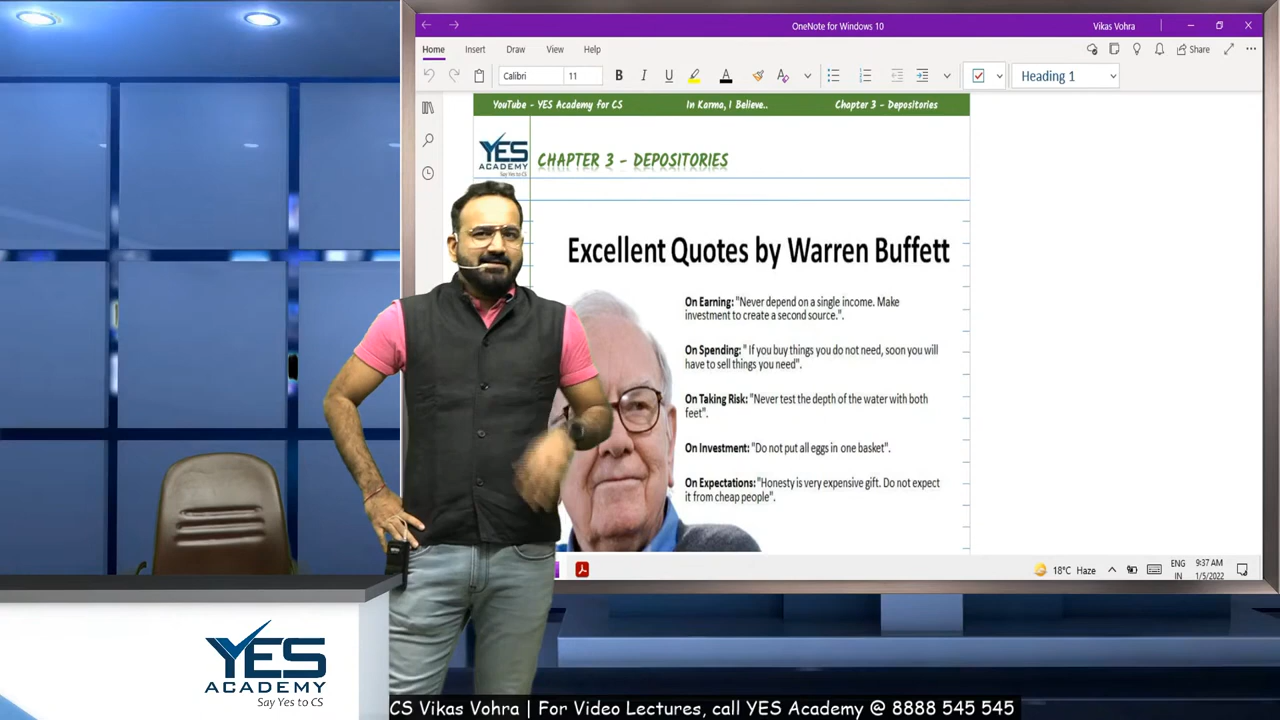 OneNote for Windows 10
Vikas Vohra
Home Insert Draw View Help
Share
Calibri 11 B I U A A Heading 1
YouTube - YES Academy for CS In Karma, I Believe.. Chapter 3 - Depositories
YES
ACADEMY
Say Yes to CS
CHAPTER 3 - DEPOSITORIES
Excellent Quotes by Warren Buffett
On Earning: "Never depend on a single income. Make
investment to create a second source.".
On Spending: " If you buy things you do not need, soon you will
have to sell things you need".
On Taking Risk: "Never test the depth of the water with both
feet".
On Investment: "Do not put all eggs in one basket".
On Expectations: "Honesty is very expensive gift. Do not expect
it from cheap people".
18°C Haze
ENG
IN
9:37 AM
1/5/2022
YES
ACADEMY
Say Yes to CS
CS Vikas Vohra | For Video Lectures, call YES Academy @ 8888 545 545